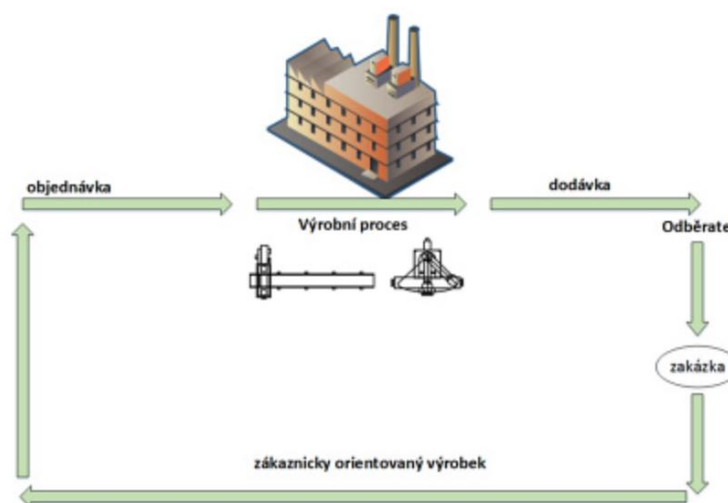 objednávka
dodávka
Výrobní proces
Odběrate
zakázka
zákaznicky orientovaný výrobek